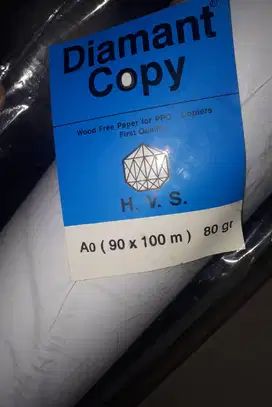 Diamant
Copy
Wood Free Paper for PPC Copiers
First Quality
H. V. S.
A0 ( 90 x 100 m ) 80 gr